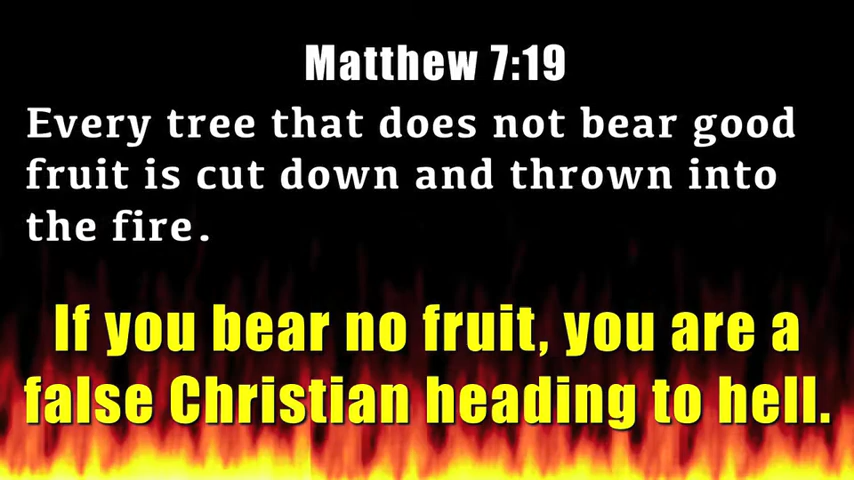 Matthew 7:19
Every tree that does not bear good
fruit is cut down and thrown into
the fire.
If you bear no fruit, you are a
false Christian heading to hell.